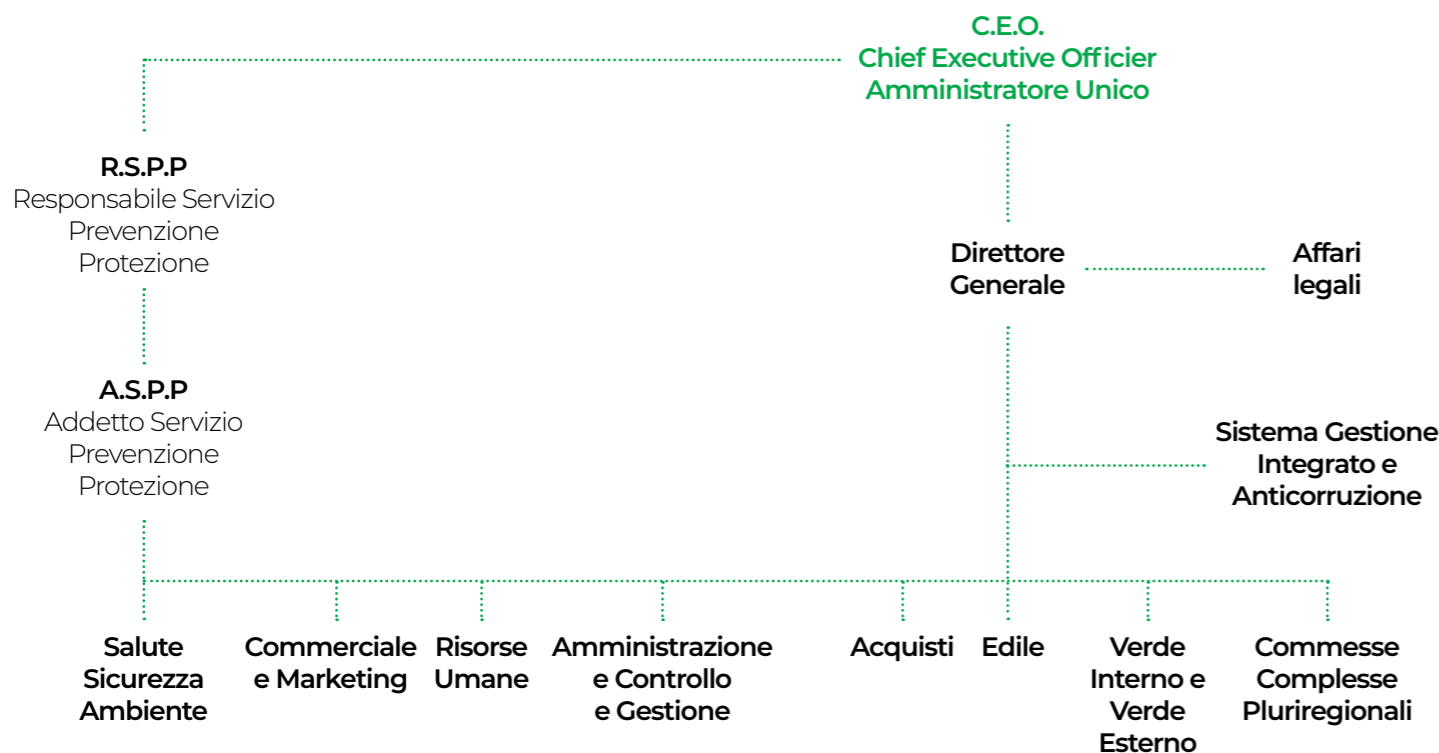 C.E.O.
Chief Executive Officier
Amministratore Unico
R.S.P.P
Responsabile Servizio
Prevenzione
Protezione
Direttore
Generale
Affari
legali
A.S.P.P
Addetto Servizio
Prevenzione
Protezione
Sistema Gestione
Integrato e
Anticorruzione
Salute
Sicurezza
Ambiente
Commerciale
e Marketing
Risorse
Umane
Amministrazione
e Controllo
e Gestione
Acquisti
Edile
Verde
Interno e
Verde
Esterno
Commesse
Complesse
Pluriregionali